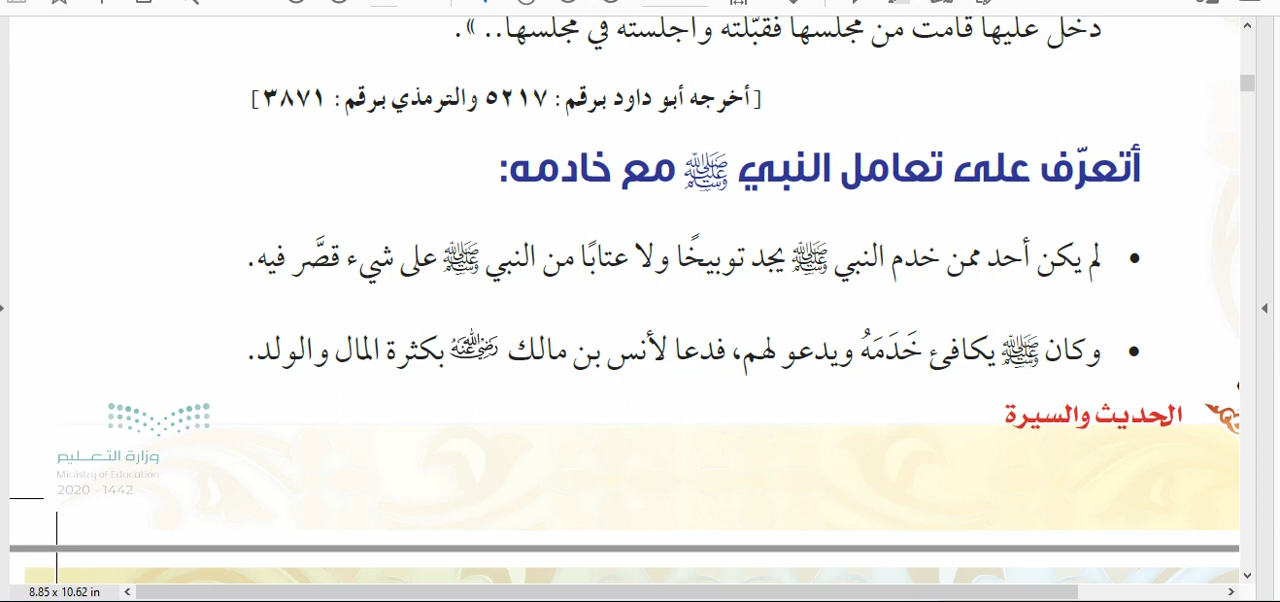 دخل عليها قامت من مجلسها فقبّلته وأجلسته في مجلسها.. ».
[أخرجه أبو داود برقم: ٥٢١٧ والترمذي برقم: ٣٨٧١]
أتعرّف على تعامل النبي ﷺ مع خادمه:
• لم يكن أحد ممن خدم النبي ﷺ يجد توبيخًا ولا عتابًا من النبي ﷺ على شيء قصَّر فيه.
• وكان ﷺ يكافئ خَدَمَهُ ويدعو لهم، فدعا لأنس بن مالك رضي الله عنه بكثرة المال والولد.
الحديث والسيرة
وزارة التعليم
Ministry of Education
2020 - 1442
8.85 x 10.62 in